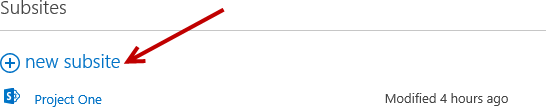 Subsites
new subsite
Project One Modified 4 hours ago